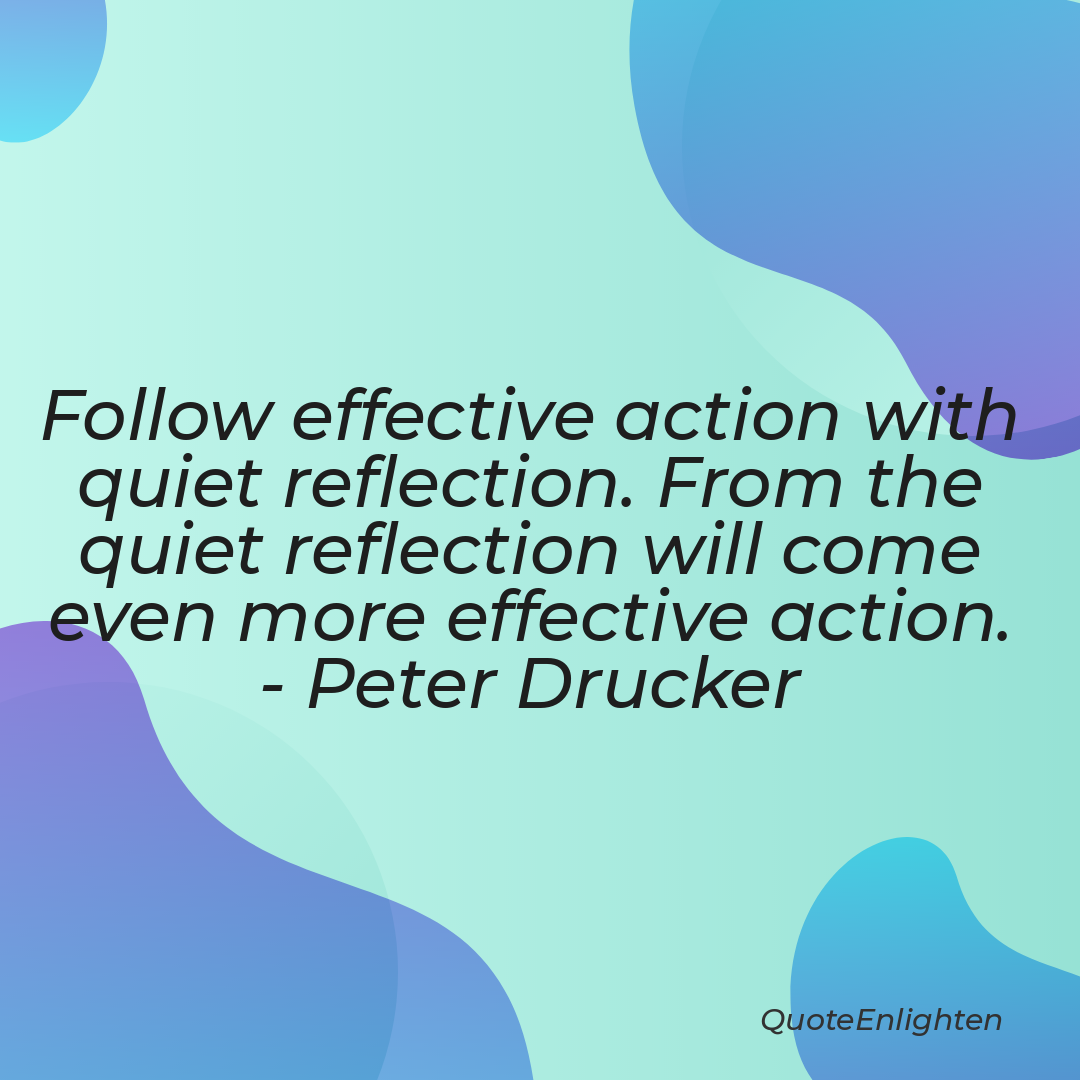 Follow effective action with
quiet reflection. From the
quiet reflection will come
even more effective action.
- Peter Drucker
QuoteEnlighten